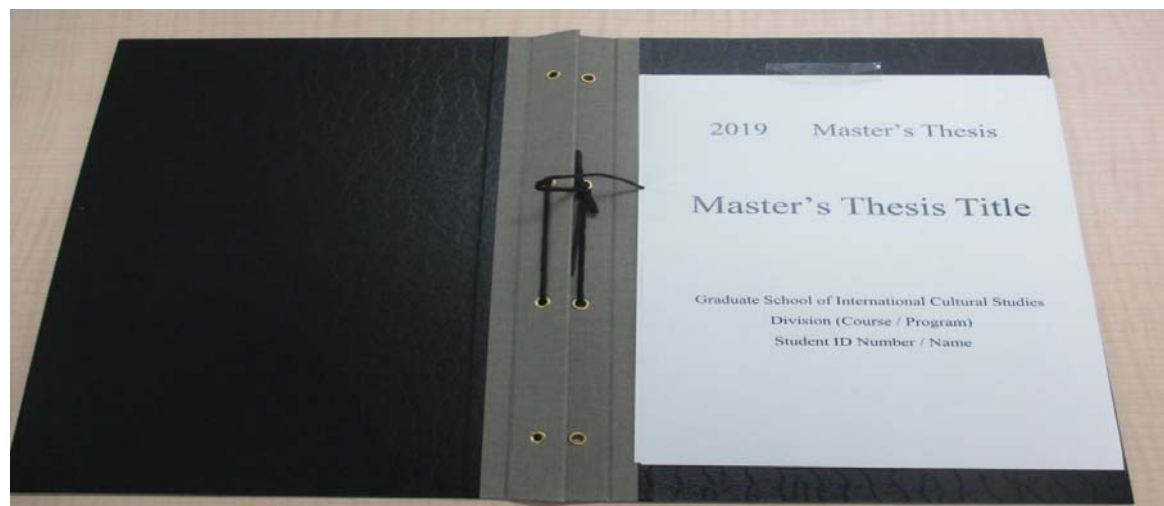 2019 Master's Thesis
Master's Thesis Title
Graduate School of International Cultural Studies
Division (Course / Program)
Student ID Number / Name